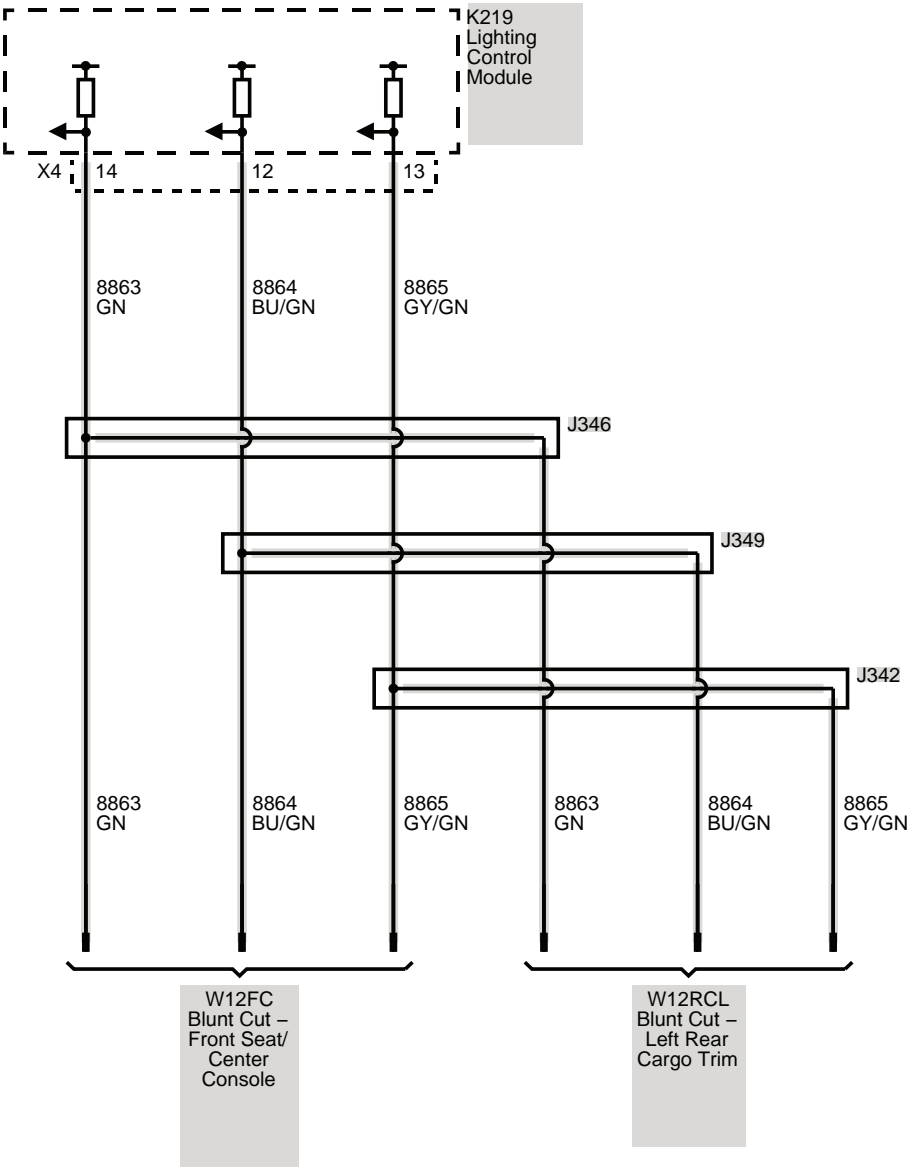 K219
Lighting
Control
Module
X4 14 12 13
8863 8864 8865
GN BU/GN GY/GN
J346
J349
J342
8863 8864 8865 8863 8864 8865
GN BU/GN GY/GN GN BU/GN GY/GN
W12FC
Blunt Cut –
Front Seat/
Center
Console
W12RCL
Blunt Cut –
Left Rear
Cargo Trim